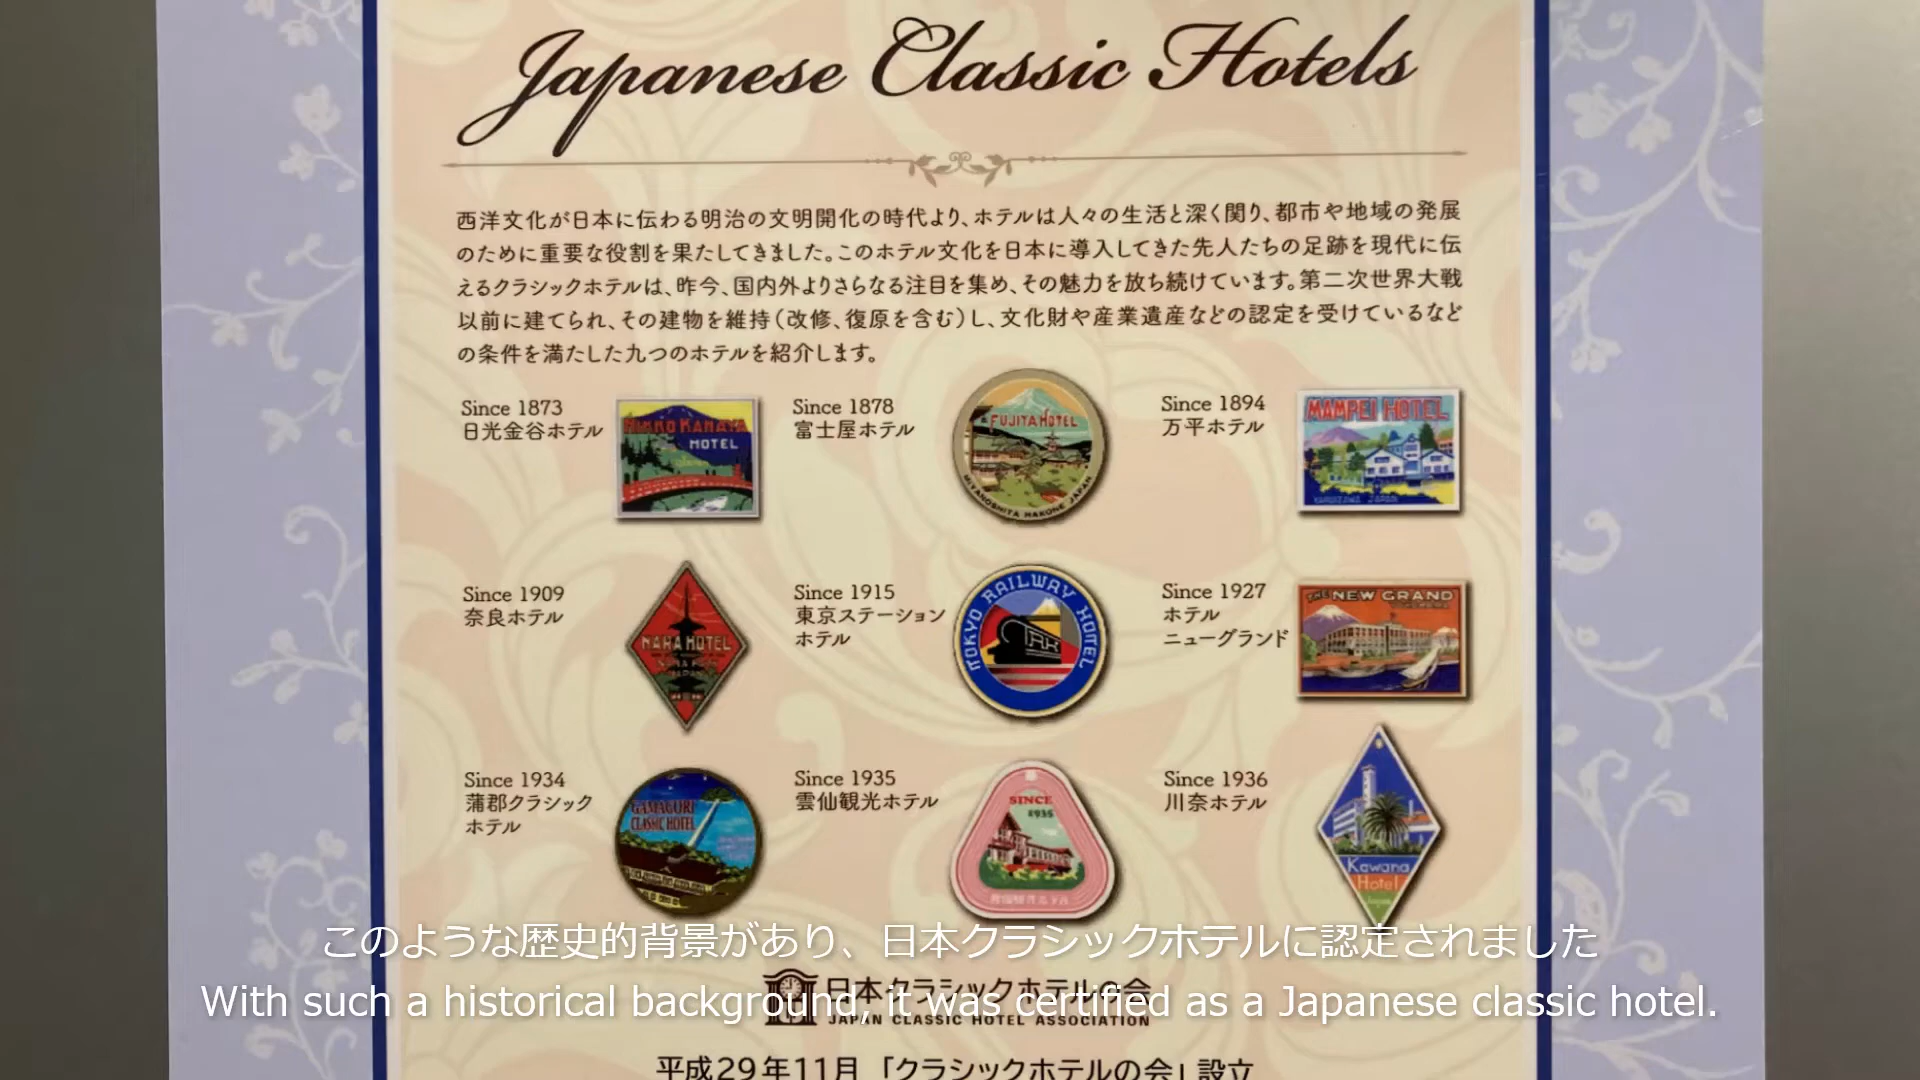 Japanese Classic Hotels
西洋文化が日本に伝わる明治の文明開化の時代より、ホテルは人々の生活と深く関り、都市や地域の発展
のために重要な役割を果たしてきました。このホテル文化を日本に導入してきた先人たちの足跡を現代に伝
えるクラシックホテルは、昨今、国内外よりさらなる注目を集め、その魅力を放ち続けています。第二次世界大戦
以前に建てられ、その建物を維持（改修、復原を含む）し、文化財や産業遺産などの認定を受けているなど
の条件を満たした九つのホテルを紹介します。
Since 1873
日光金谷ホテル
NIKKO KANAYA
HOTEL
Since 1878
富士屋ホテル
FUJIYA HOTEL
MIYANOSHITA HAKONE JAPAN
Since 1894
万平ホテル
MAMPEI HOTEL
KARUIZAWA JAPAN
Since 1909
奈良ホテル
NARA HOTEL
NARA
JAPAN
Since 1915
東京ステーション
ホテル
TOKYO RAILWAY HOTEL
Since 1927
ホテル
ニューグランド
THE NEW GRAND
YOKOHAMA
Since 1934
蒲郡クラシック
ホテル
GAMAGORI
CLASSIC HOTEL
Since 1935
雲仙観光ホテル
SINCE
1935
雲仙観光ホテル
Since 1936
川奈ホテル
Kawana
Hotel
Japan
このような歴史的背景があり、日本クラシックホテルに認定されました
日本クラシックホテルの会
With such a historical background, it was certified as a Japanese classic hotel.
JAPAN CLASSIC HOTEL ASSOCIATION
平成29年11月「クラシックホテルの会」設立